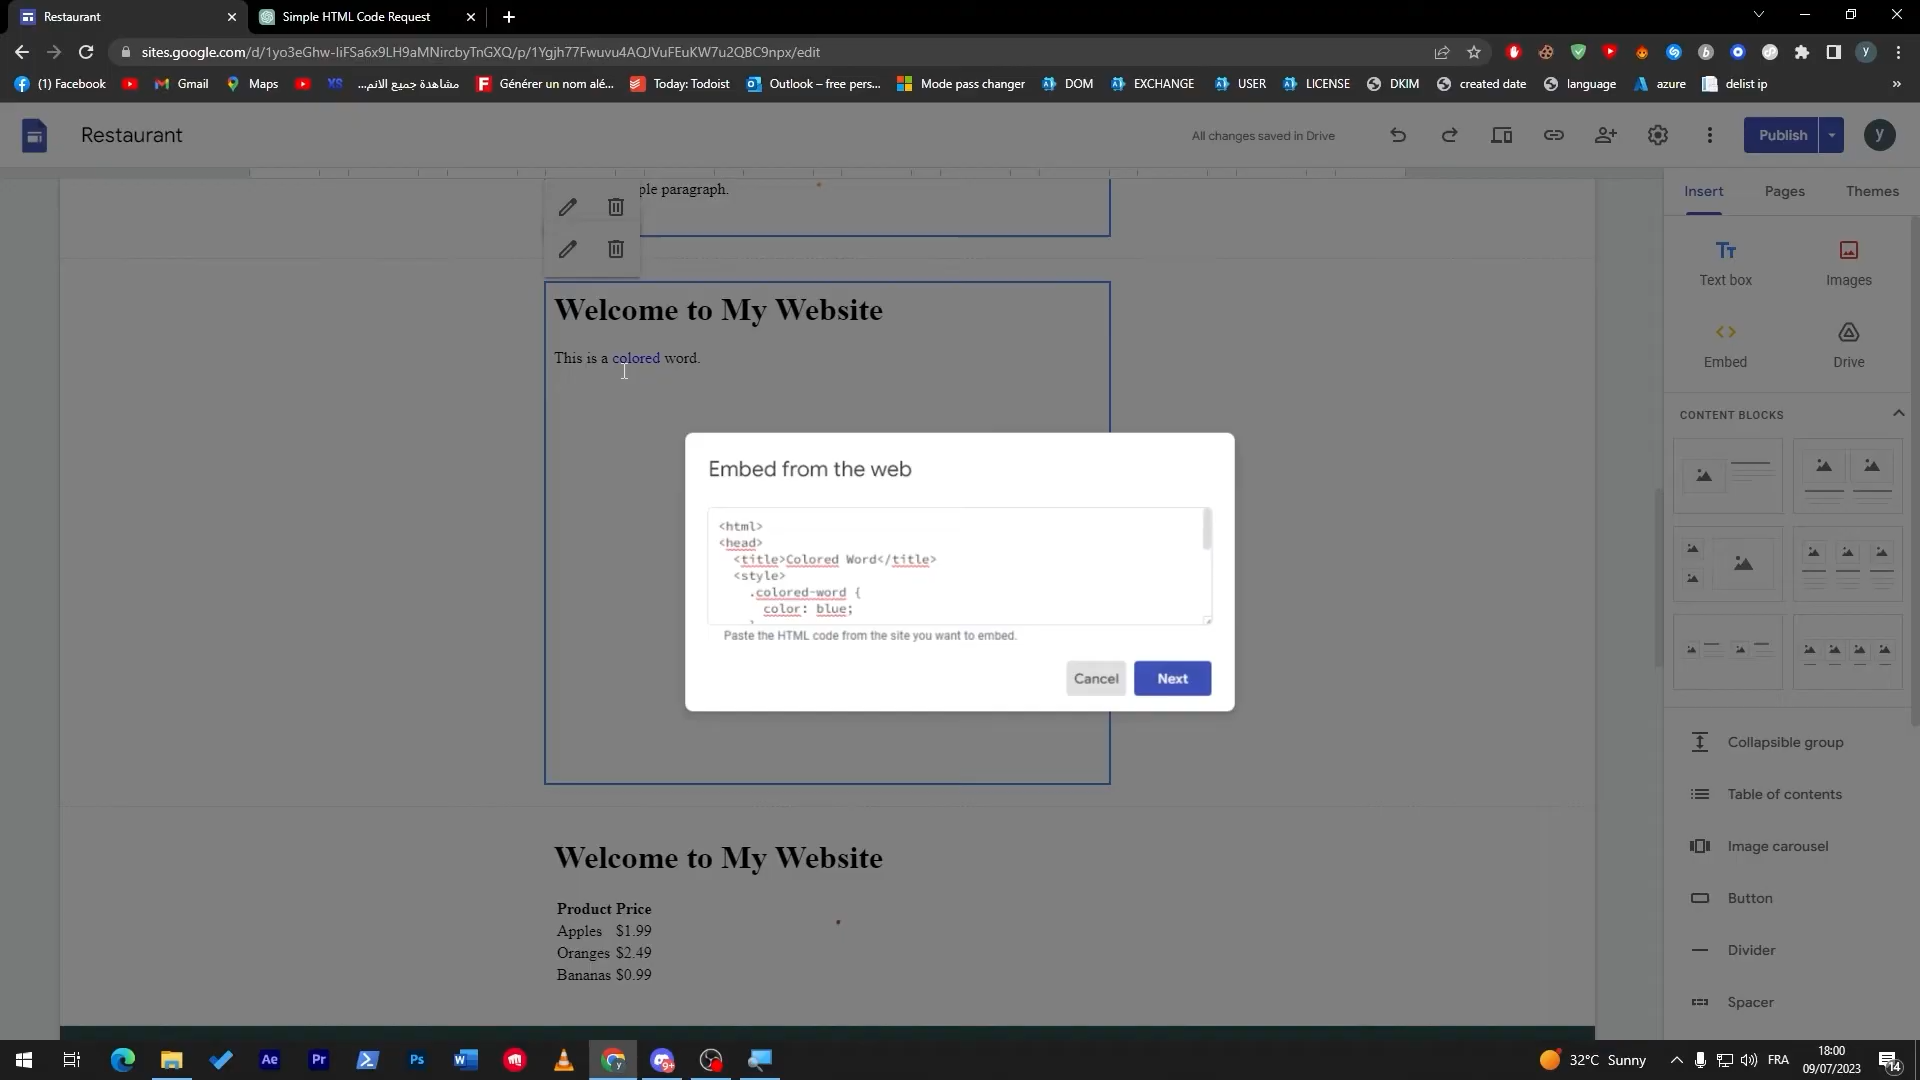 Restaurant
Simple HTML Code Request
sites.google.com/d/1yo3eGhw-IiFSa6x9LH9aMNircbyTnGXQ/p/1Ygjh77Fwuvu4AQJVuFEuKW7u2QBC9npx/edit
(1) Facebook
Gmail
Maps
مشاهدة جميع الانم...
Générer un nom alé...
Today: Todoist
Outlook – free pers...
Mode pass changer
DOM
EXCHANGE
USER
LICENSE
DKIM
created date
language
azure
delist ip
Restaurant
All changes saved in Drive
Publish
y
ple paragraph.
Insert
Pages
Themes
Text box
Images
Embed
Drive
CONTENT BLOCKS
Welcome to My Website
This is a colored word.
Embed from the web
<html>
<head>
<title>Colored Word</title>
<style>
.colored-word {
color: blue;
Paste the HTML code from the site you want to embed.
Cancel
Next
Collapsible group
Table of contents
Image carousel
Button
Divider
Spacer
Welcome to My Website
Product Price
Apples $1.99
Oranges $2.49
Bananas $0.99
32°C Sunny
FRA
18:00
09/07/2023
14